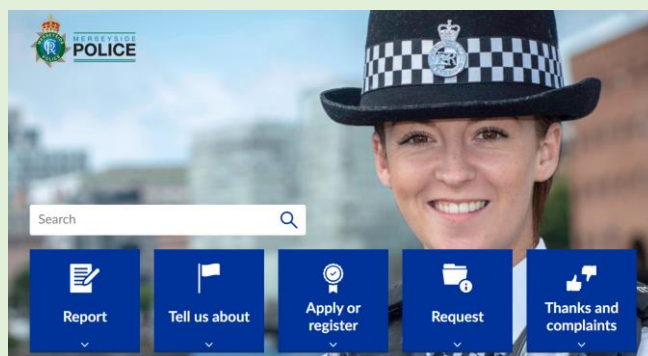 MERSEYSIDE
POLICE
Search
Report
Tell us about
Apply or
register
Request
Thanks and
complaints